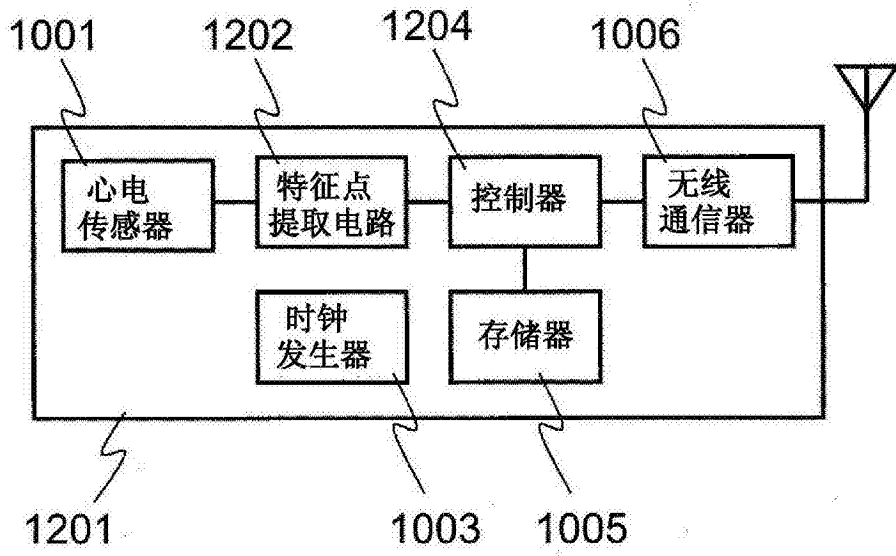 1001
1202
1204
1006
心电
传感器
特征点
提取电路
控制器
无线
通信器
时钟
发生器
存储器
1201
1003
1005